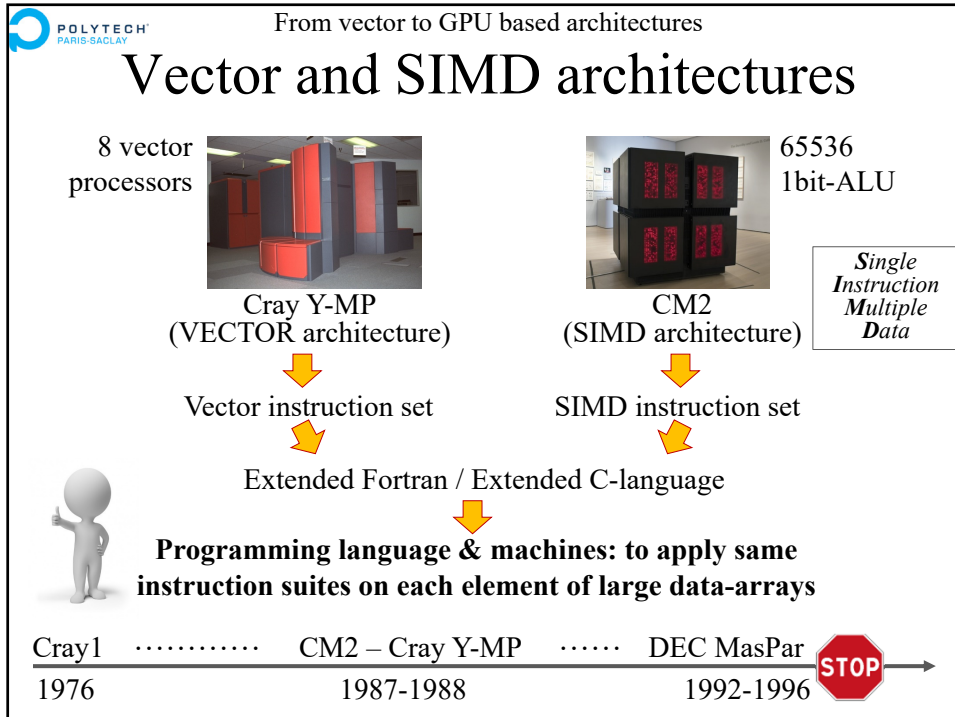 POLYTECH
PARIS-SACLAY
From vector to GPU based architectures
Vector and SIMD architectures
8 vector
processors
65536
1bit-ALU
Single
Instruction
Multiple
Data
Cray Y-MP
(VECTOR architecture)
CM2
(SIMD architecture)
Vector instruction set
SIMD instruction set
Extended Fortran / Extended C-language
Programming language & machines: to apply same
instruction suites on each element of large data-arrays
Cray1 ............ CM2 – Cray Y-MP ...... DEC MasPar
STOP
1976 1987-1988 1992-1996